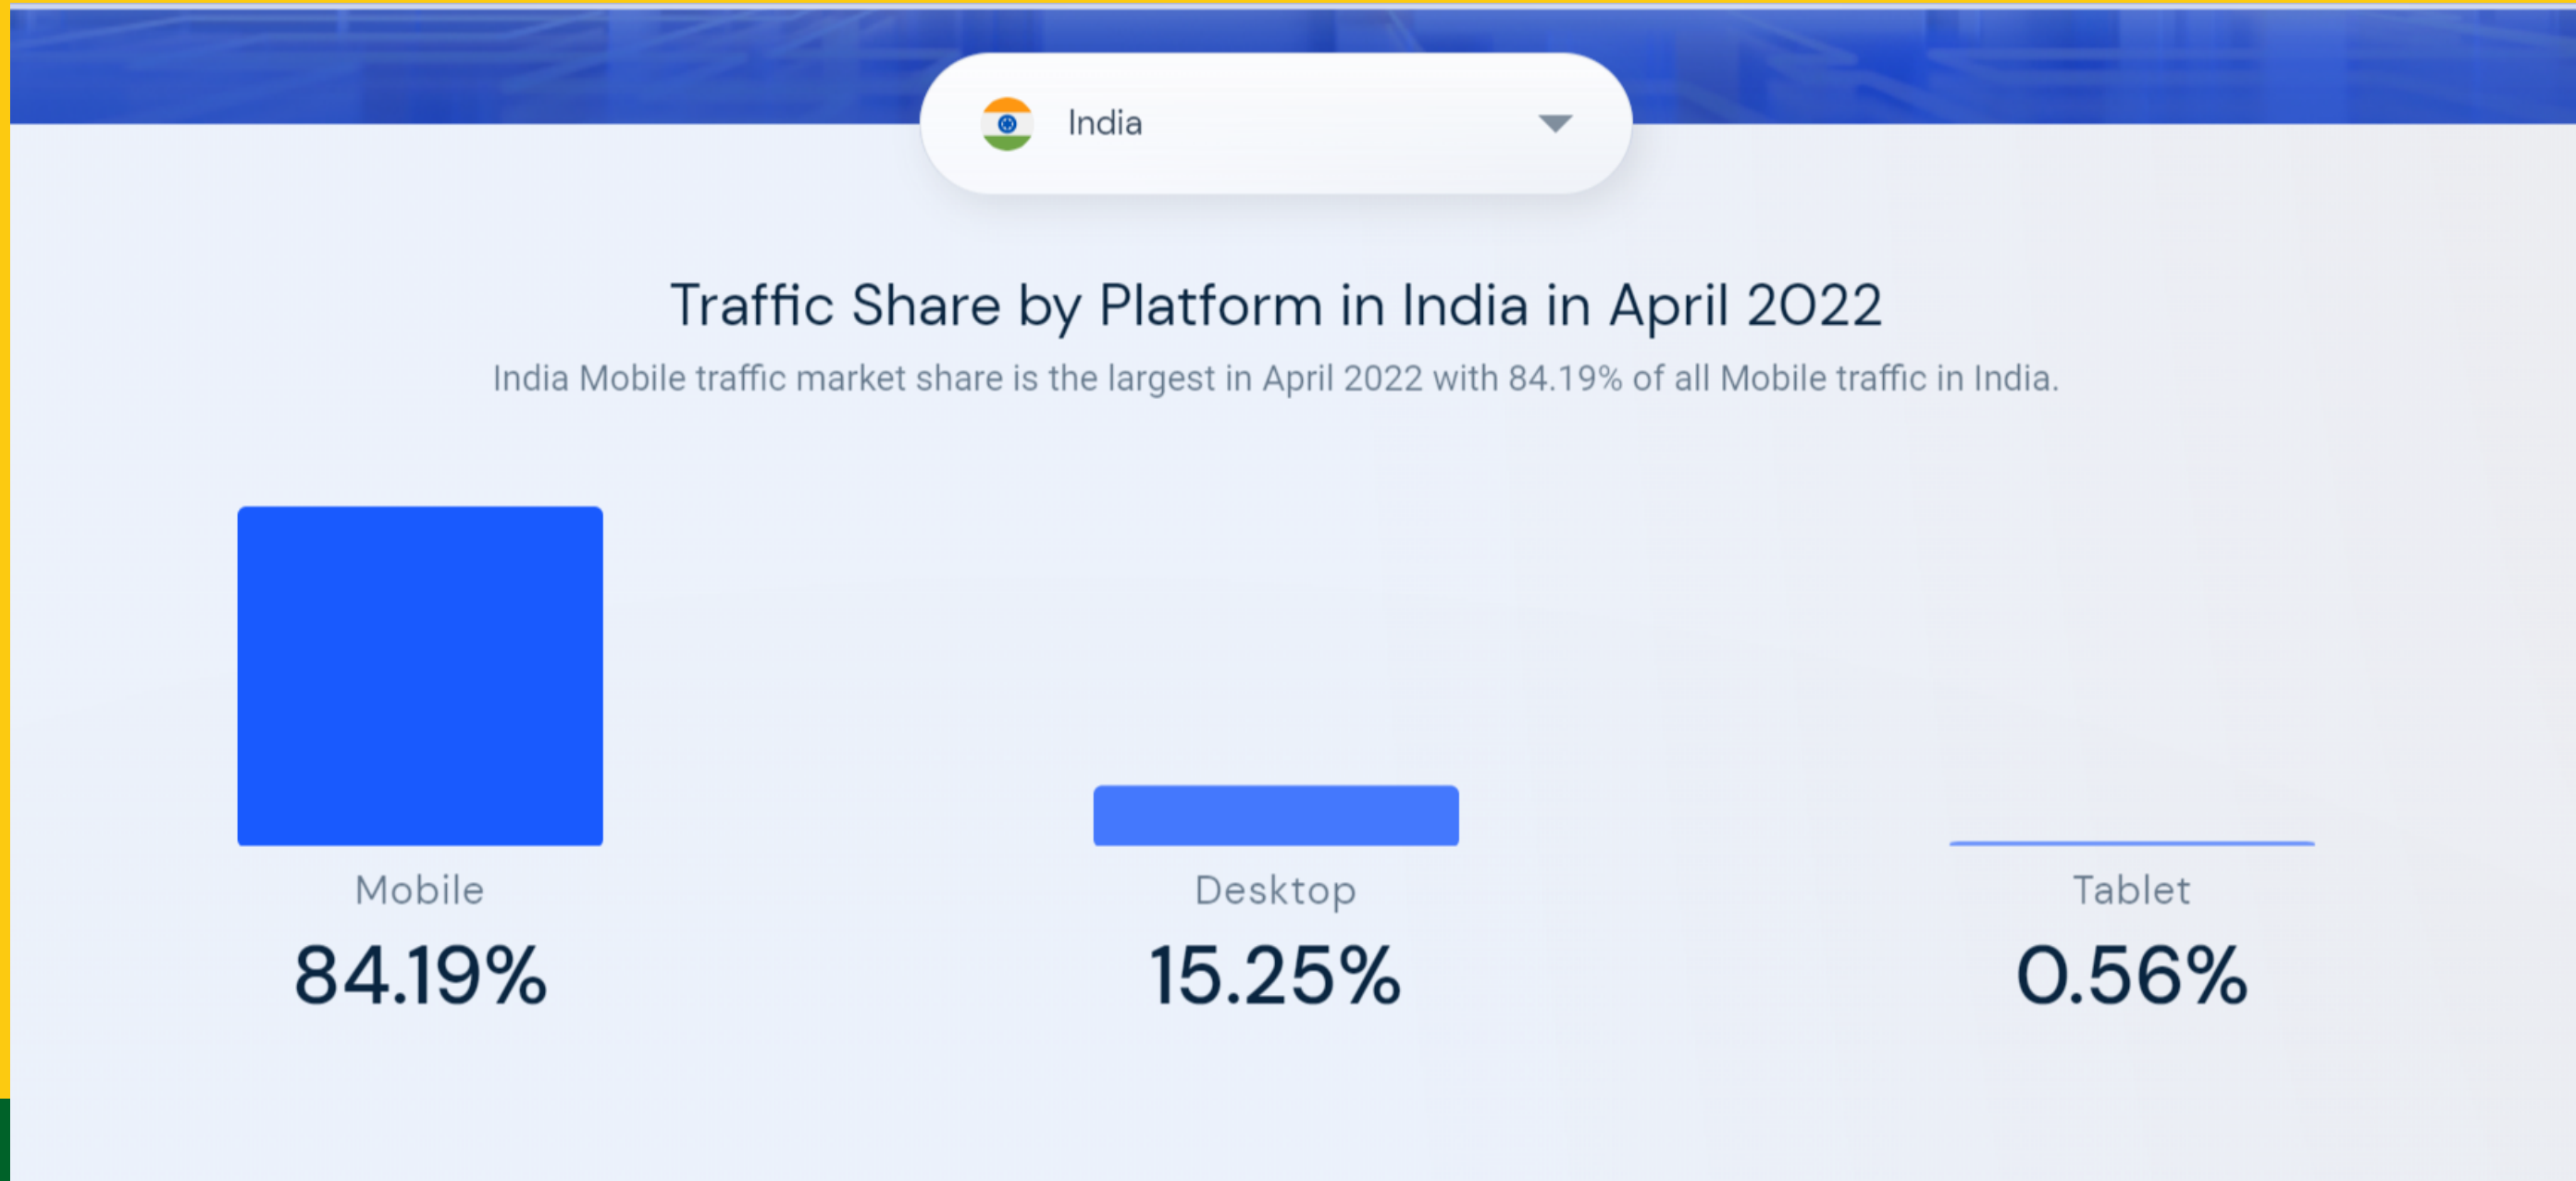 India
Traffic Share by Platform in India in April 2022
India Mobile traffic market share is the largest in April 2022 with 84.19% of all Mobile traffic in India.
Mobile
84.19%
Desktop
15.25%
Tablet
0.56%